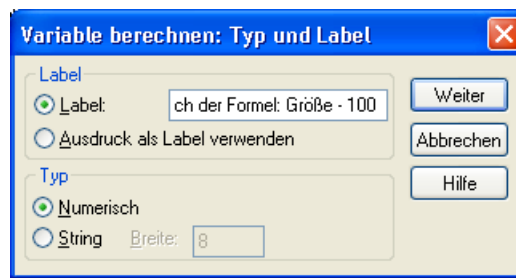 Variable berechnen: Typ und Label
Label
Label: ch der Formel: Größe - 100
Ausdruck als Label verwenden
Weiter
Abbrechen
Hilfe
Typ
Numerisch
String Breite: 8